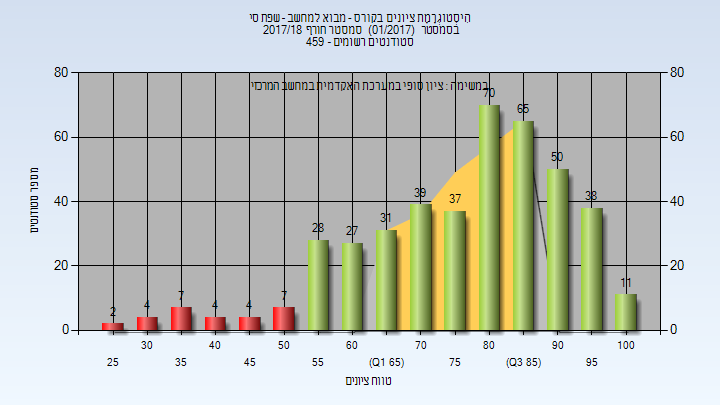 היסטוגרמת ציונים בקורס - מבוא למחשב - שפת סי
בסמסטר (01/2017) סמסטר חורף 2017/18
סטודנטים רשומים - 459
במשימה : ציון סופי במערכת האקדמית במחשב המרכזי
80 80
60 60
40 40
20 20
0 0
מספר סטודנטים
2 4 7 4 4 7 28 27 31 39 37 70 65 50 38 11
30 40 50 60 70 80 90 100
25 35 45 55 (Q1 65) 75 (Q3 85) 95
טווח ציונים